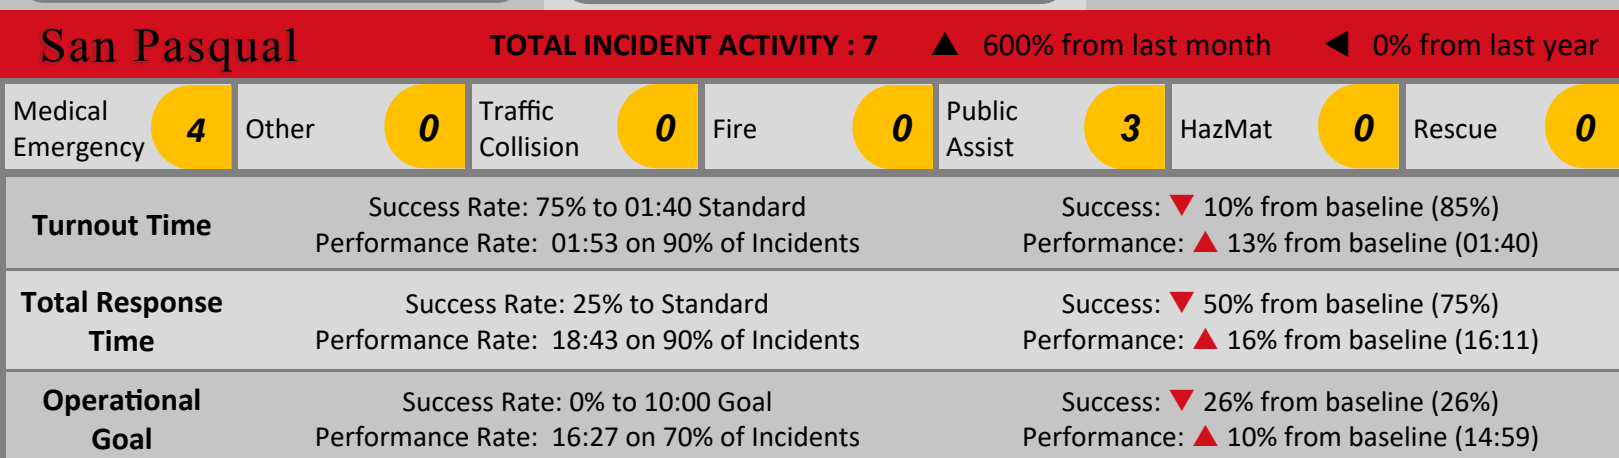 San Pasqual TOTAL INCIDENT ACTIVITY : 7 ▲ 600% from last month ◀ 0% from last year
Medical Emergency 4
Other 0
Traffic Collision 0
Fire 0
Public Assist 3
HazMat 0
Rescue 0
Turnout Time
Success Rate: 75% to 01:40 Standard
Performance Rate: 01:53 on 90% of Incidents
Success: ▼ 10% from baseline (85%)
Performance: ▲ 13% from baseline (01:40)
Total Response
Time
Success Rate: 25% to Standard
Performance Rate: 18:43 on 90% of Incidents
Success: ▼ 50% from baseline (75%)
Performance: ▲ 16% from baseline (16:11)
Operational
Goal
Success Rate: 0% to 10:00 Goal
Performance Rate: 16:27 on 70% of Incidents
Success: ▼ 26% from baseline (26%)
Performance: ▲ 10% from baseline (14:59)